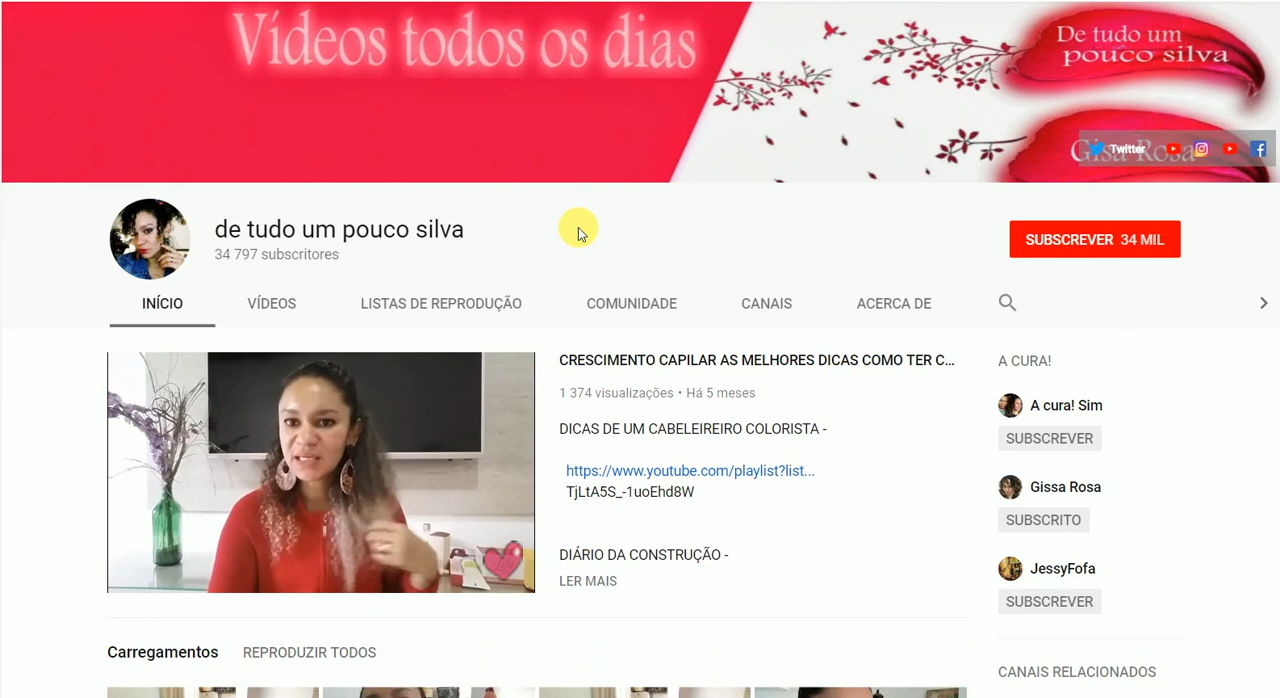 Vídeos todos os dias
De tudo um
pouco silva
Gisa Rosa
Twitter
de tudo um pouco silva
34 797 subscritores
SUBSCREVER 34 MIL
INÍCIO VÍDEOS LISTAS DE REPRODUÇÃO COMUNIDADE CANAIS ACERCA DE
CRESCIMENTO CAPILAR AS MELHORES DICAS COMO TER C...
1 374 visualizações • Há 5 meses
DICAS DE UM CABELEIREIRO COLORISTA -
https://www.youtube.com/playlist?list...
TjLtA5S_-1uoEhd8W
DIÁRIO DA CONSTRUÇÃO -
LER MAIS
A CURA!
A cura! Sim
SUBSCREVER
Gissa Rosa
SUBSCRITO
JessyFofa
SUBSCREVER
CANAIS RELACIONADOS
Carregamentos REPRODUZIR TODOS